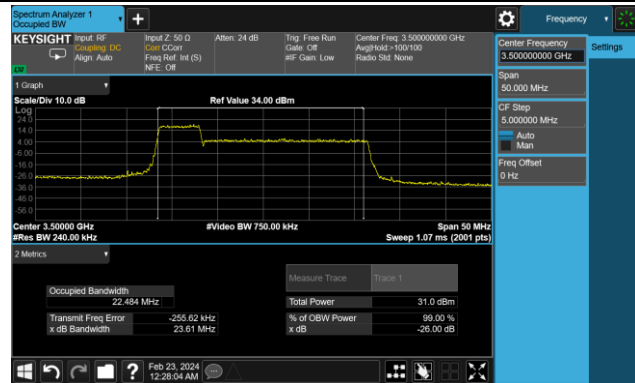 Spectrum Analyzer 1
Occupied BW
Frequency
KEYSIGHT
Input: RF
Coupling: DC
Align: Auto
Input Z: 50 Ω
Corr CCorr
Freq Ref: Int (S)
NFE: Off
Atten: 24 dB
Trig: Free Run
Gate: Off
#IF Gain: Low
Center Freq: 3.500000000 GHz
Avg|Hold:>100/100
Radio Std: None
Center Frequency
3.500000000 GHz
Settings
Span
50.000 MHz
CF Step
5.000000 MHz
Auto
Man
Freq Offset
0 Hz
1 Graph
Scale/Div 10.0 dB
Ref Value 34.00 dBm
Log
24.0
14.0
4.00
-6.00
-16.0
-26.0
-36.0
-46.0
-56.0
Center 3.50000 GHz
#Video BW 750.00 kHz
Span 50 MHz
#Res BW 240.00 kHz
Sweep 1.07 ms (2001 pts)
2 Metrics
Measure Trace
Trace 1
Occupied Bandwidth
22.484 MHz
Total Power
31.0 dBm
Transmit Freq Error
-255.62 kHz
% of OBW Power
99.00 %
x dB Bandwidth
23.61 MHz
x dB
-26.00 dB
Feb 23, 2024
12:28:04 AM